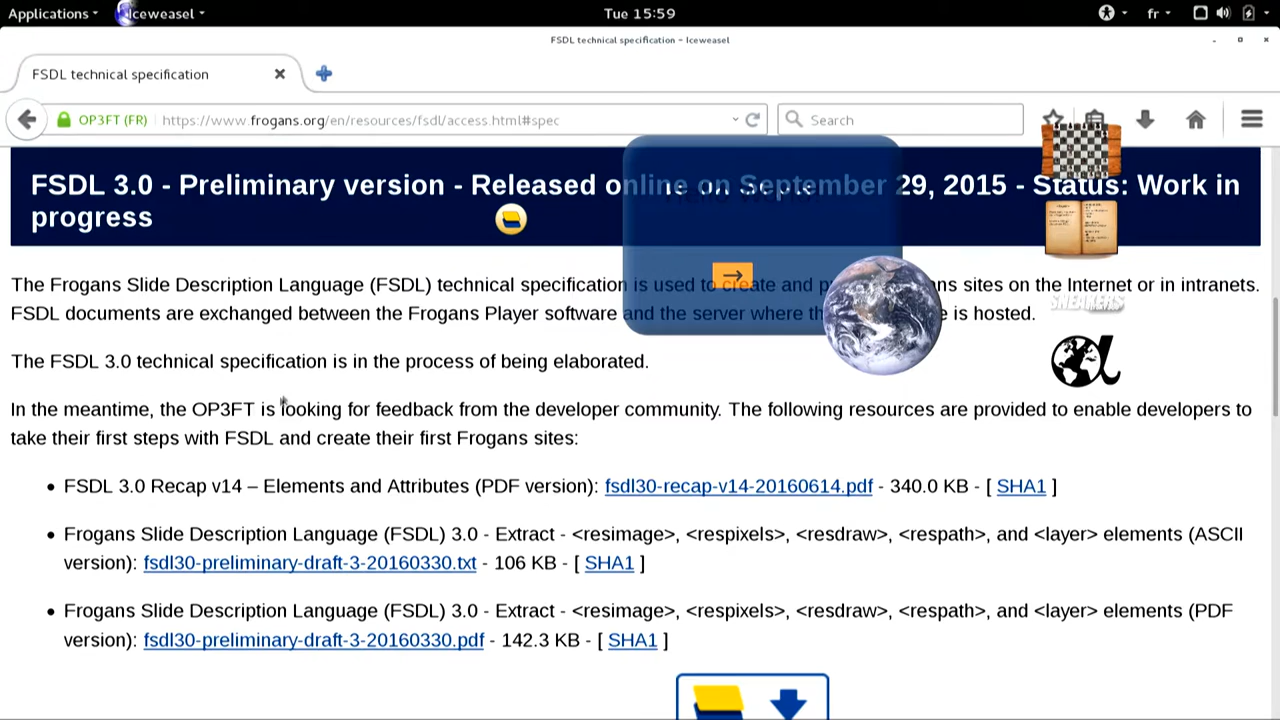 Applications
Iceweasel
Tue 15:59
fr
FSDL technical specification – Iceweasel
FSDL technical specification
OP3FT (FR)
https://www.frogans.org/en/resources/fsdl/access.html#spec
Search
FSDL 3.0 - Preliminary version - Released online on September 29, 2015 - Status: Work in
progress
The Frogans Slide Description Language (FSDL) technical specification is used to create and p ns sites on the Internet or in intranets.
FSDL documents are exchanged between the Frogans Player software and the server where th e is hosted.
SNEAKERS
The FSDL 3.0 technical specification is in the process of being elaborated.
In the meantime, the OP3FT is looking for feedback from the developer community. The following resources are provided to enable developers to
take their first steps with FSDL and create their first Frogans sites:
• FSDL 3.0 Recap v14 – Elements and Attributes (PDF version): fsdl30-recap-v14-20160614.pdf - 340.0 KB - [ SHA1 ]
• Frogans Slide Description Language (FSDL) 3.0 - Extract - <resimage>, <respixels>, <resdraw>, <respath>, and <layer> elements (ASCII
version): fsdl30-preliminary-draft-3-20160330.txt - 106 KB - [ SHA1 ]
• Frogans Slide Description Language (FSDL) 3.0 - Extract - <resimage>, <respixels>, <resdraw>, <respath>, and <layer> elements (PDF
version): fsdl30-preliminary-draft-3-20160330.pdf - 142.3 KB - [ SHA1 ]